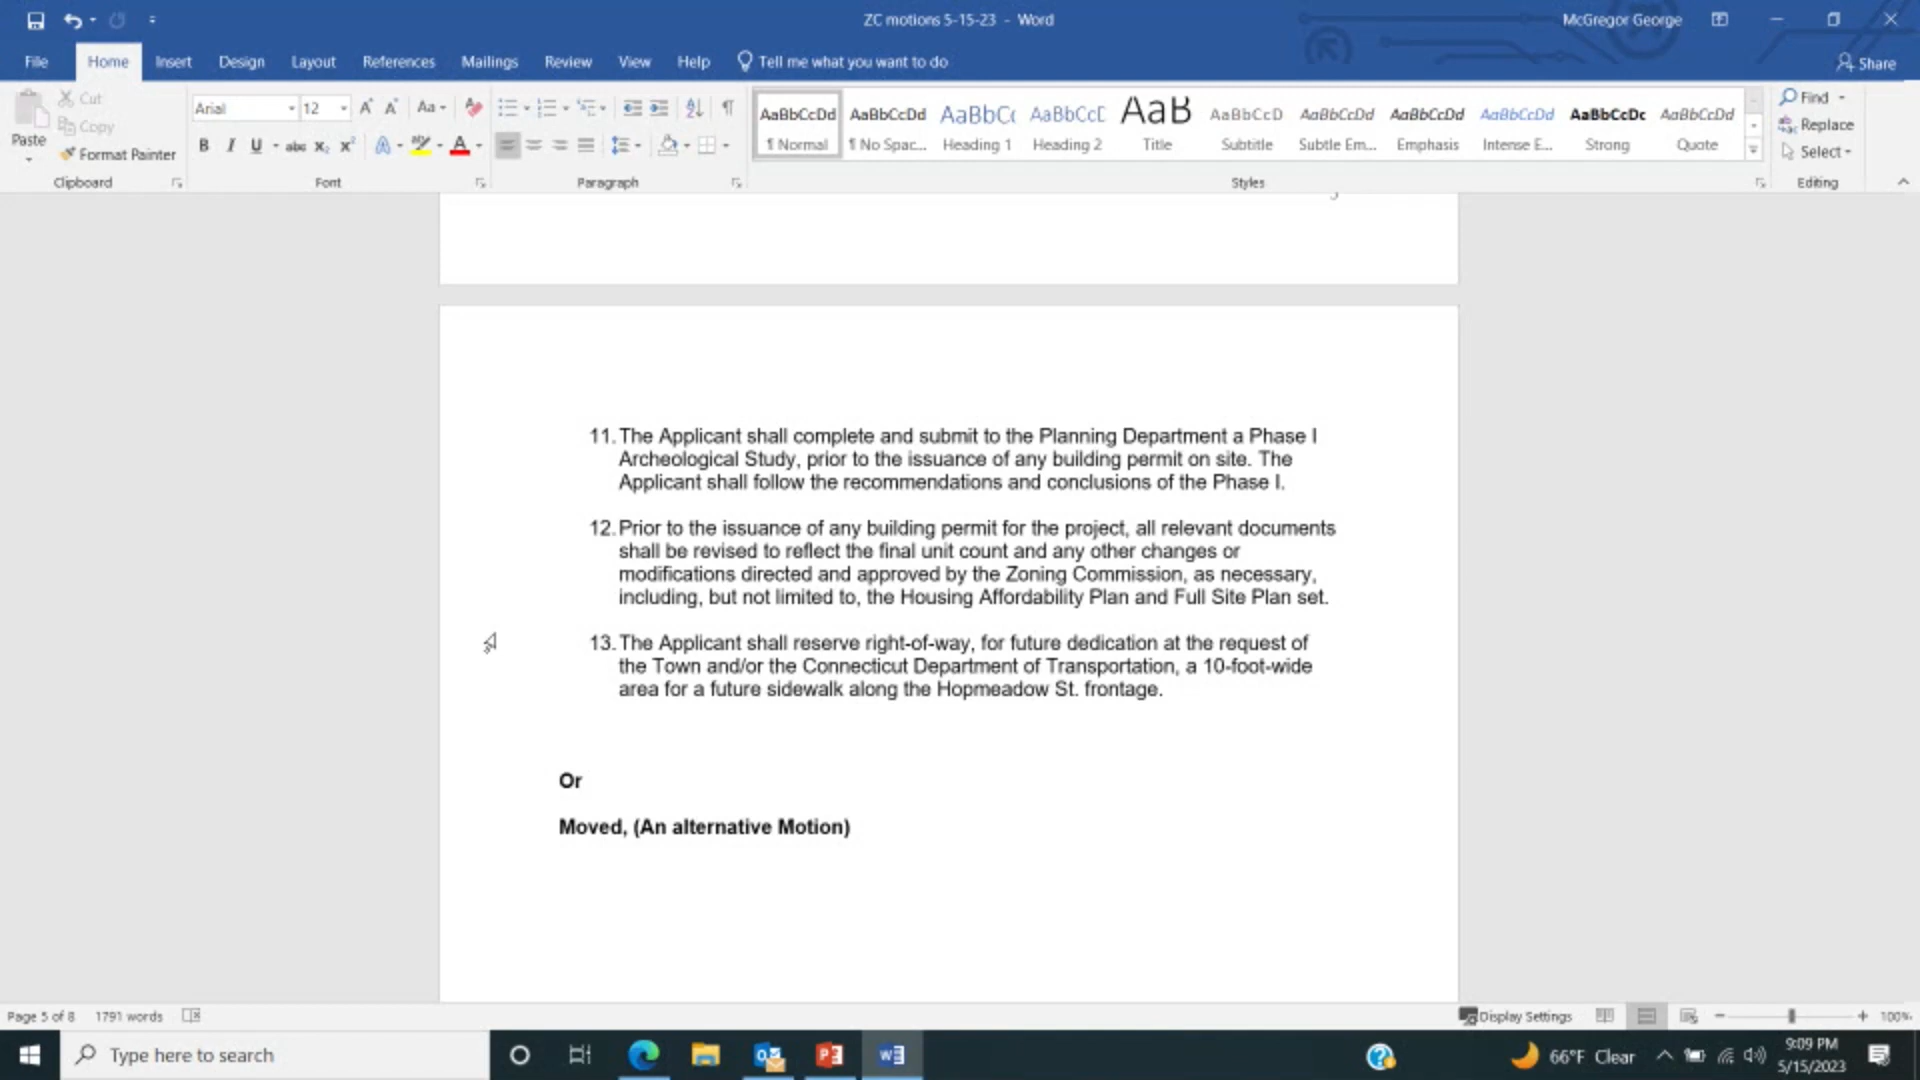 ZC motions 5-15-23 - Word
McGregor George
File Home Insert Design Layout References Mailings Review View Help Tell me what you want to do Share
Paste
Cut
Copy
Format Painter
Clipboard
Arial 12
Font
Paragraph
AaBbCcDd ¶ Normal
AaBbCcDd ¶ No Spac...
AaBbCc Heading 1
AaBbCcD Heading 2
AaB Title
AaBbCcD Subtitle
AaBbCcDd Subtle Em...
AaBbCcDd Emphasis
AaBbCcDd Intense E...
AaBbCcDc Strong
AaBbCcDd Quote
Styles
Find
Replace
Select
Editing
11. The Applicant shall complete and submit to the Planning Department a Phase I
Archeological Study, prior to the issuance of any building permit on site. The
Applicant shall follow the recommendations and conclusions of the Phase I.
12. Prior to the issuance of any building permit for the project, all relevant documents
shall be revised to reflect the final unit count and any other changes or
modifications directed and approved by the Zoning Commission, as necessary,
including, but not limited to, the Housing Affordability Plan and Full Site Plan set.
13. The Applicant shall reserve right-of-way, for future dedication at the request of
the Town and/or the Connecticut Department of Transportation, a 10-foot-wide
area for a future sidewalk along the Hopmeadow St. frontage.
Or
Moved, (An alternative Motion)
Page 5 of 8 1791 words
Display Settings
100%
Type here to search
66°F Clear
9:09 PM
5/15/2023